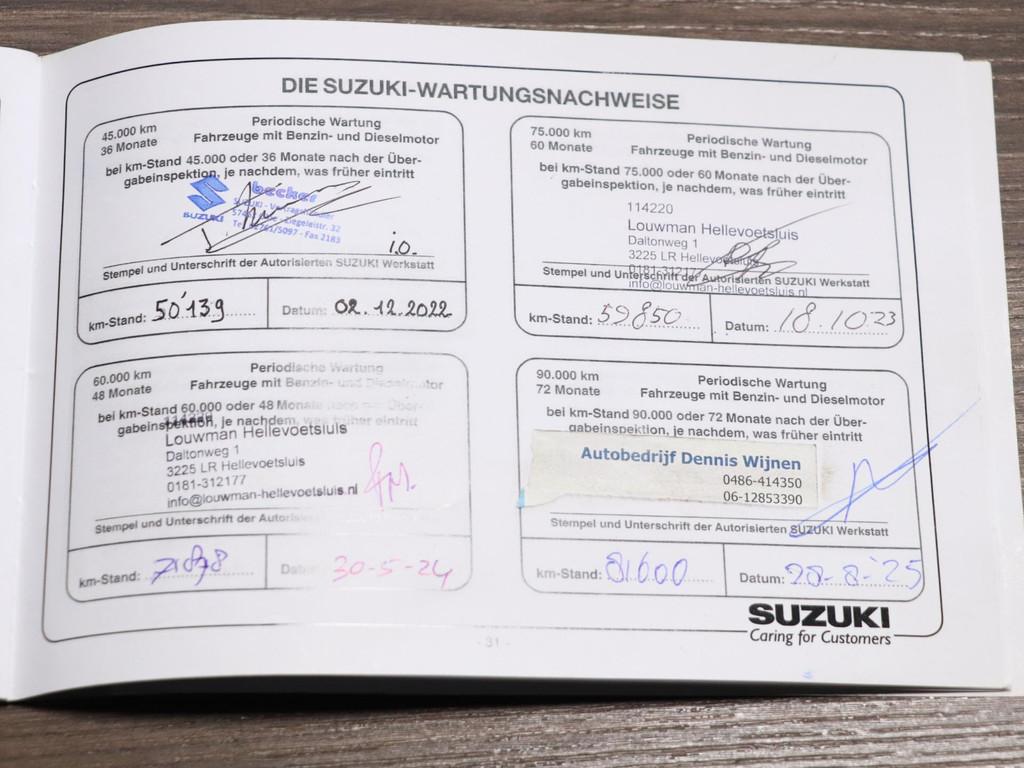 DIE SUZUKI-WARTUNGSNACHWEISE
45.000 km
36 Monate
Periodische Wartung
Fahrzeuge mit Benzin- und Dieselmotor
bei km-Stand 45.000 oder 36 Monate nach der Über-
gabeinspektion, je nachdem, was früher eintritt
becker
SUZUKI
Ziegeleistr. 32
/5097 - Fax 2183
i.o.
Stempel und Unterschrift der Autorisierten SUZUKI Werkstatt
km-Stand: 50'139
Datum: 02.12.2022
75.000 km
60 Monate
Periodische Wartung
Fahrzeuge mit Benzin- und Dieselmotor
bei km-Stand 75.000 oder 60 Monate nach der Über-
gabeinspektion, je nachdem, was früher eintritt
114220
Louwman Hellevoetsluis
Daltonweg 1
3225 LR Hellevoetsluis
0181-312177
Stempel und Unterschrift der Autorisierten SUZUKI Werkstatt
info@louwman-hellevoetsluis.nl
km-Stand: 59850
Datum: 18.10.23
60.000 km
48 Monate
Periodische Wartung
Fahrzeuge mit Benzin- und Dieselmotor
bei km-Stand 60.000 oder 48 Monate nach der Über-
gabeinspektion, je nachdem, was früher eintritt
114220
Louwman Hellevoetsluis
Daltonweg 1
3225 LR Hellevoetsluis
0181-312177
info@louwman-hellevoetsluis.nl
Stempel und Unterschrift der
km-Stand: 71878
30-5-24
90.000 km
72 Monate
Periodische Wartung
Fahrzeuge mit Benzin- und Dieselmotor
bei km-Stand 90.000 oder 72 Monate nach der Über-
gabeinspektion, je nachdem, was früher eintritt
Autobedrijf Dennis Wijnen
0486-414350
06-12853390
Stempel und Unterschrift der Autorisierten SUZUKI Werkstatt
km-Stand: 81600
Datum: 28-8-'25
SUZUKI
Caring for Customers
- 31 -